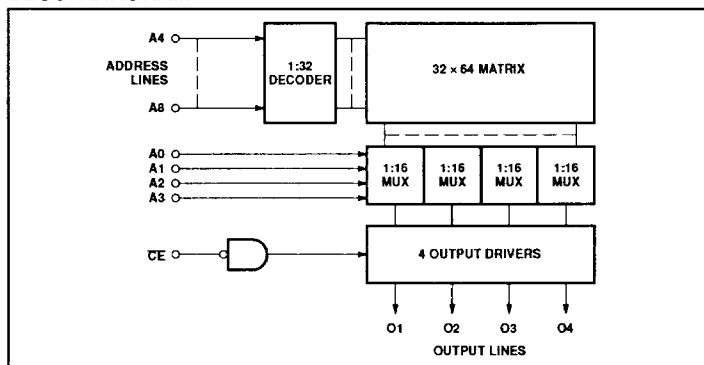 A4
ADDRESS
LINES
A8
1:32
DECODER
32 × 64 MATRIX
A0
A1
A2
A3
1:16
MUX
1:16
MUX
1:16
MUX
1:16
MUX
CE
4 OUTPUT DRIVERS
O1 O2 O3 O4
OUTPUT LINES